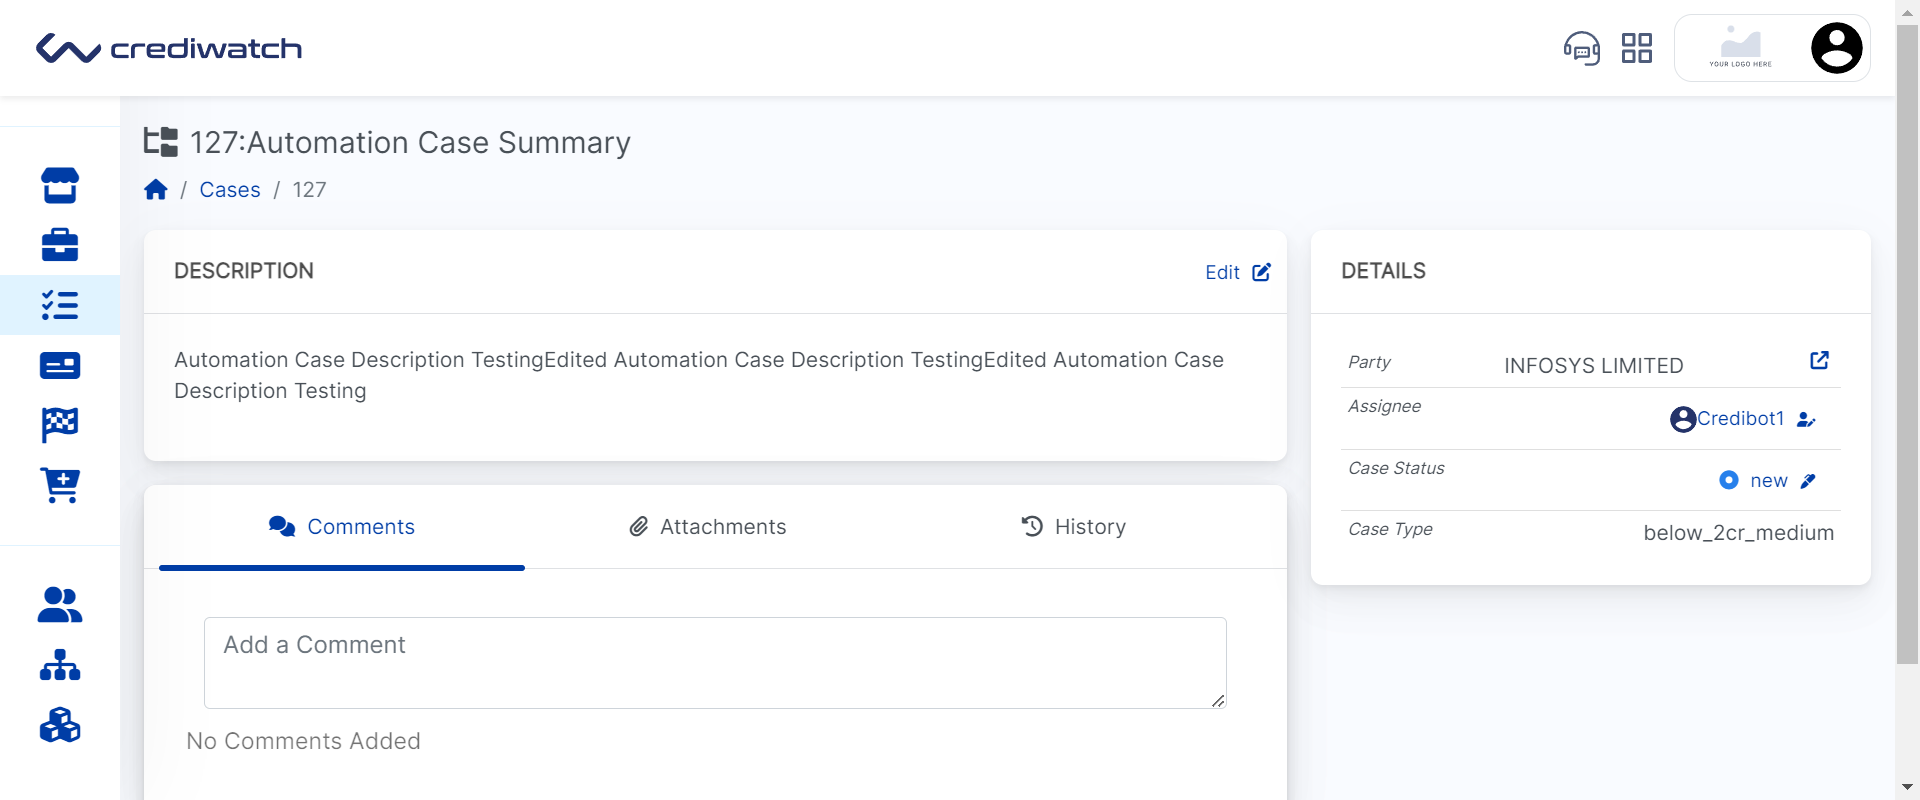 crediwatch
YOUR LOGO HERE
127:Automation Case Summary
/ Cases / 127
DESCRIPTION
Edit
Automation Case Description TestingEdited Automation Case Description TestingEdited Automation Case
Description Testing
Comments
Attachments
History
Add a Comment
No Comments Added
DETAILS
Party INFOSYS LIMITED
Assignee Credibot1
Case Status new
Case Type below_2cr_medium